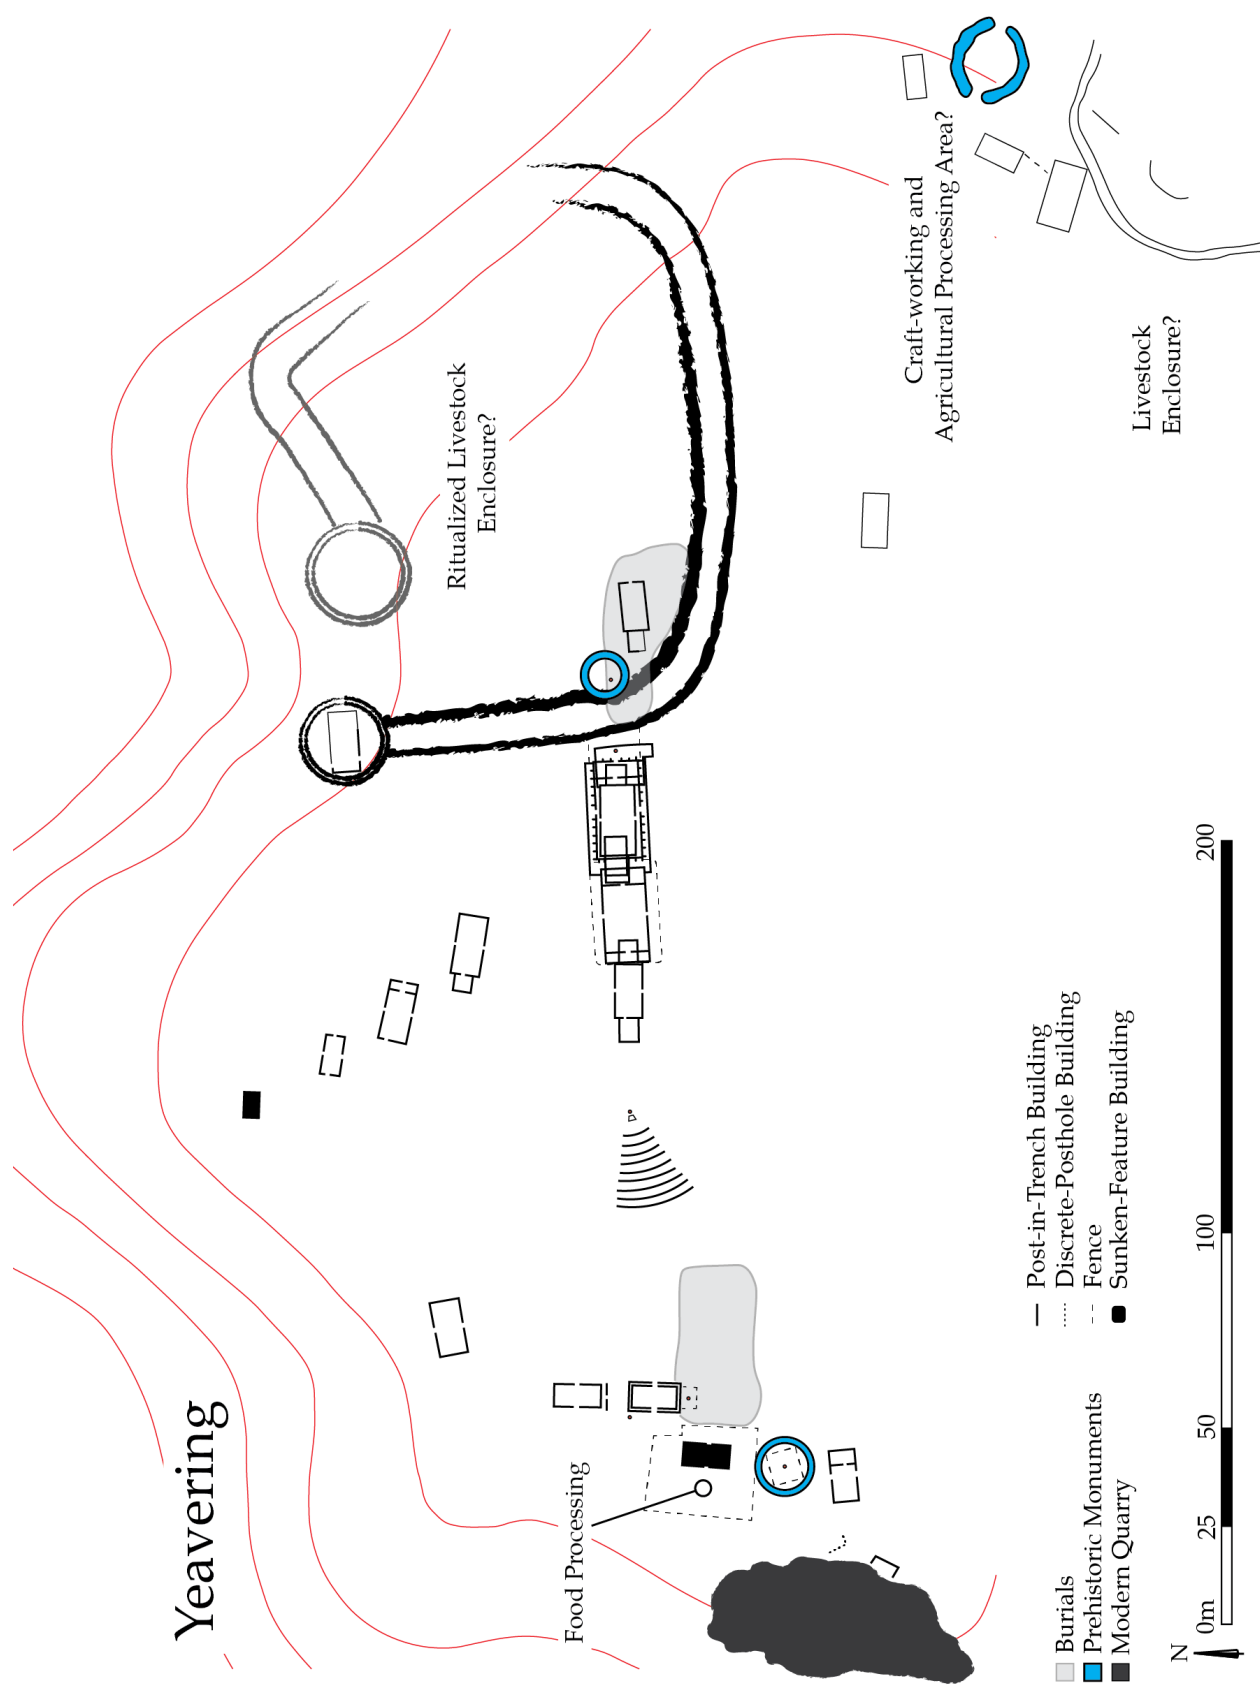 Yeavering
Ritualized Livestock
Enclosure?
Craft-working and
Agricultural Processing Area?
Livestock
Enclosure?
Food Processing
Burials
Prehistoric Monuments
Modern Quarry
Post-in-Trench Building
Discrete-Posthole Building
Fence
Sunken-Feature Building
N
0m
25
50
100
200